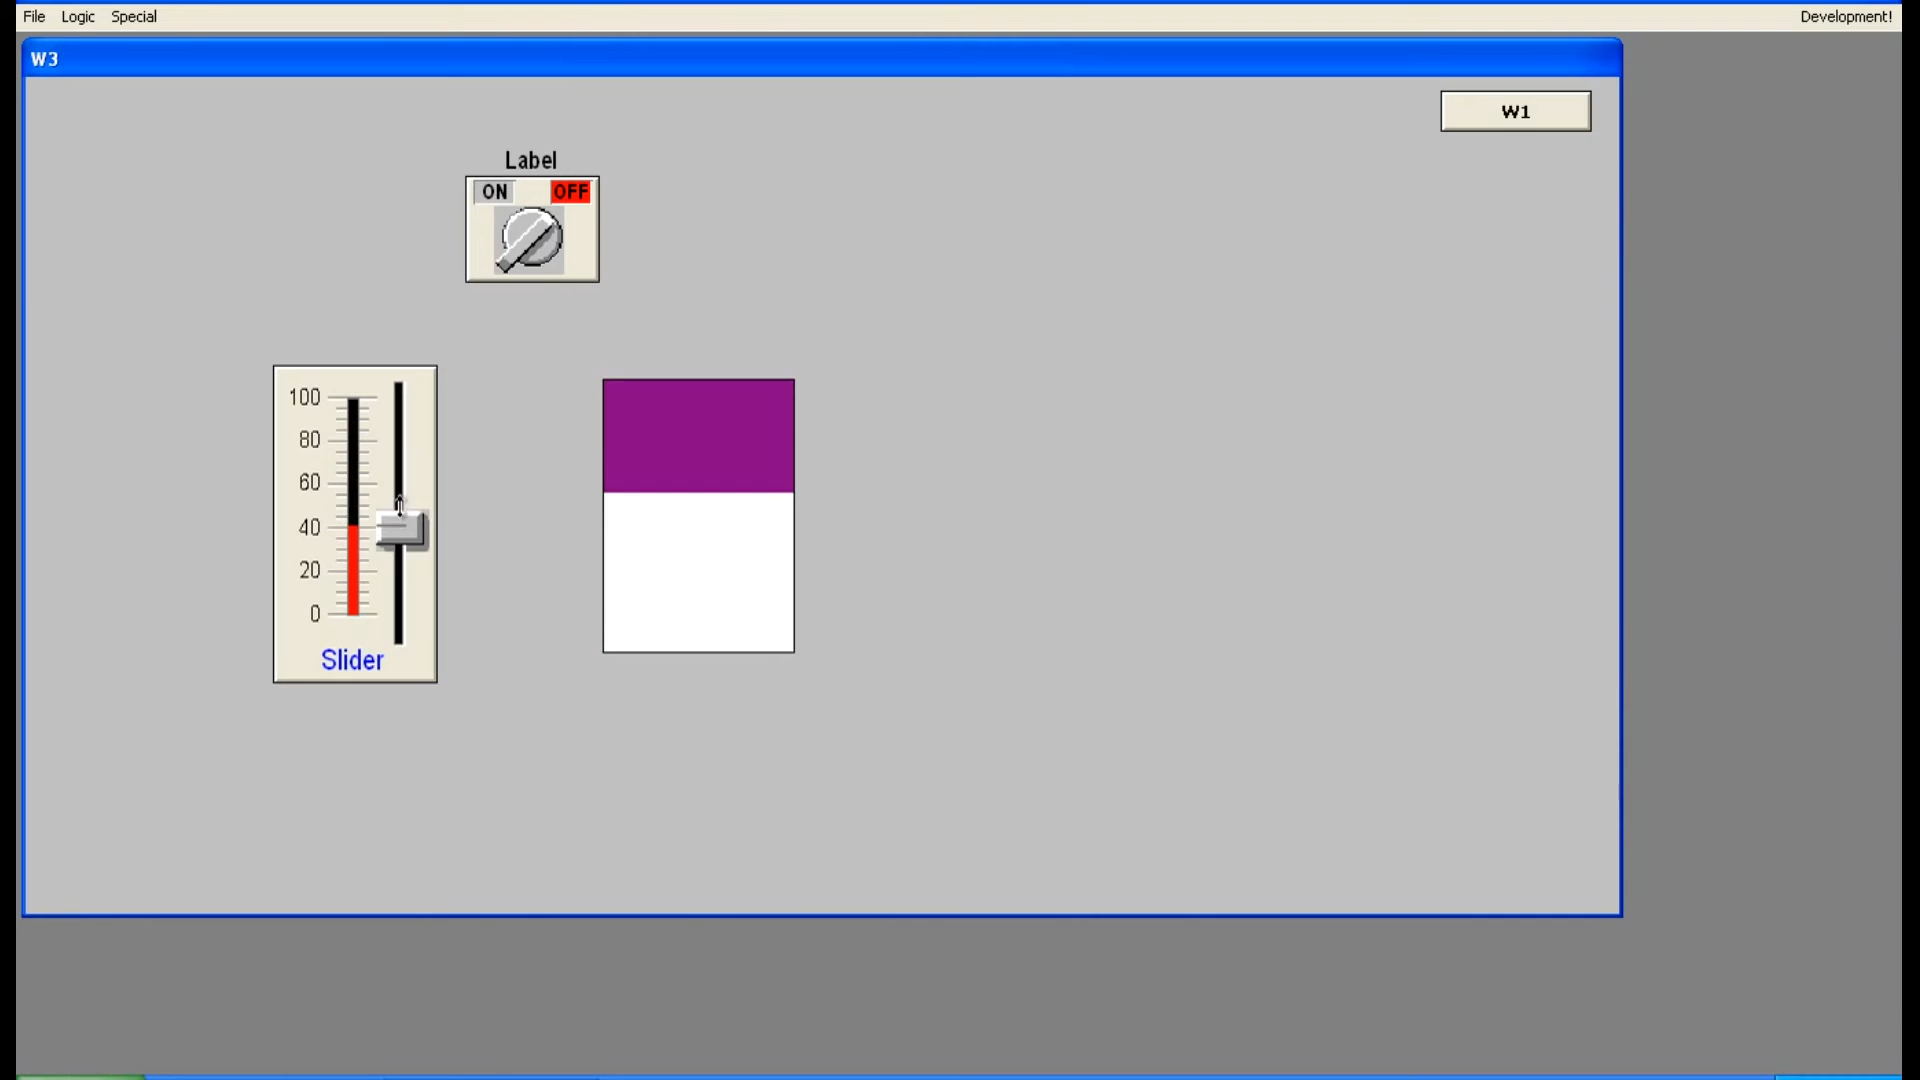 File Logic Special Development!
W3
W1
Label
ON OFF
100
80
60
40
20
0
Slider